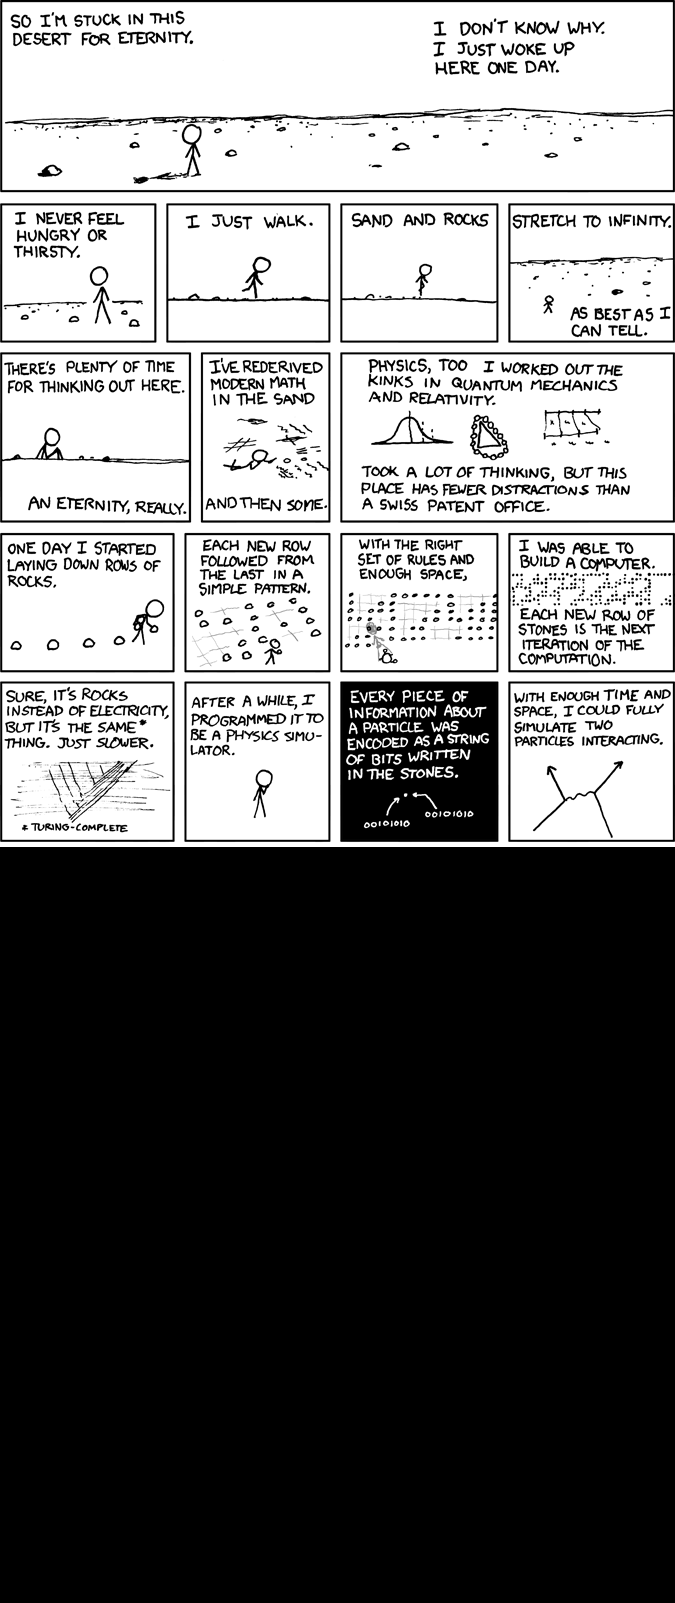 SO I'M STUCK IN THIS
DESERT FOR ETERNITY.
I DON'T KNOW WHY.
I JUST WOKE UP
HERE ONE DAY.
I NEVER FEEL
HUNGRY OR
THIRSTY.
I JUST WALK.
SAND AND ROCKS
STRETCH TO INFINITY.
AS BEST AS I
CAN TELL.
THERE'S PLENTY OF TIME
FOR THINKING OUT HERE.
AN ETERNITY, REALLY.
I'VE REDERIVED
MODERN MATH
IN THE SAND
AND THEN SOME.
PHYSICS, TOO I WORKED OUT THE
KINKS IN QUANTUM MECHANICS
AND RELATIVITY.
TOOK A LOT OF THINKING, BUT THIS
PLACE HAS FEWER DISTRACTIONS THAN
A SWISS PATENT OFFICE.
ONE DAY I STARTED
LAYING DOWN ROWS OF
ROCKS.
EACH NEW ROW
FOLLOWED FROM
THE LAST IN A
SIMPLE PATTERN.
WITH THE RIGHT
SET OF RULES AND
ENOUGH SPACE,
I WAS ABLE TO
BUILD A COMPUTER.
EACH NEW ROW OF
STONES IS THE NEXT
ITERATION OF THE
COMPUTATION.
SURE, IT'S ROCKS
INSTEAD OF ELECTRICITY,
BUT IT'S THE SAME*
THING. JUST SLOWER.
* TURING-COMPLETE
AFTER A WHILE, I
PROGRAMMED IT TO
BE A PHYSICS SIMU-
LATOR.
EVERY PIECE OF
INFORMATION ABOUT
A PARTICLE WAS
ENCODED AS A STRING
OF BITS WRITTEN
IN THE STONES.
00101010
00101010
WITH ENOUGH TIME AND
SPACE, I COULD FULLY
SIMULATE TWO
PARTICLES INTERACTING.